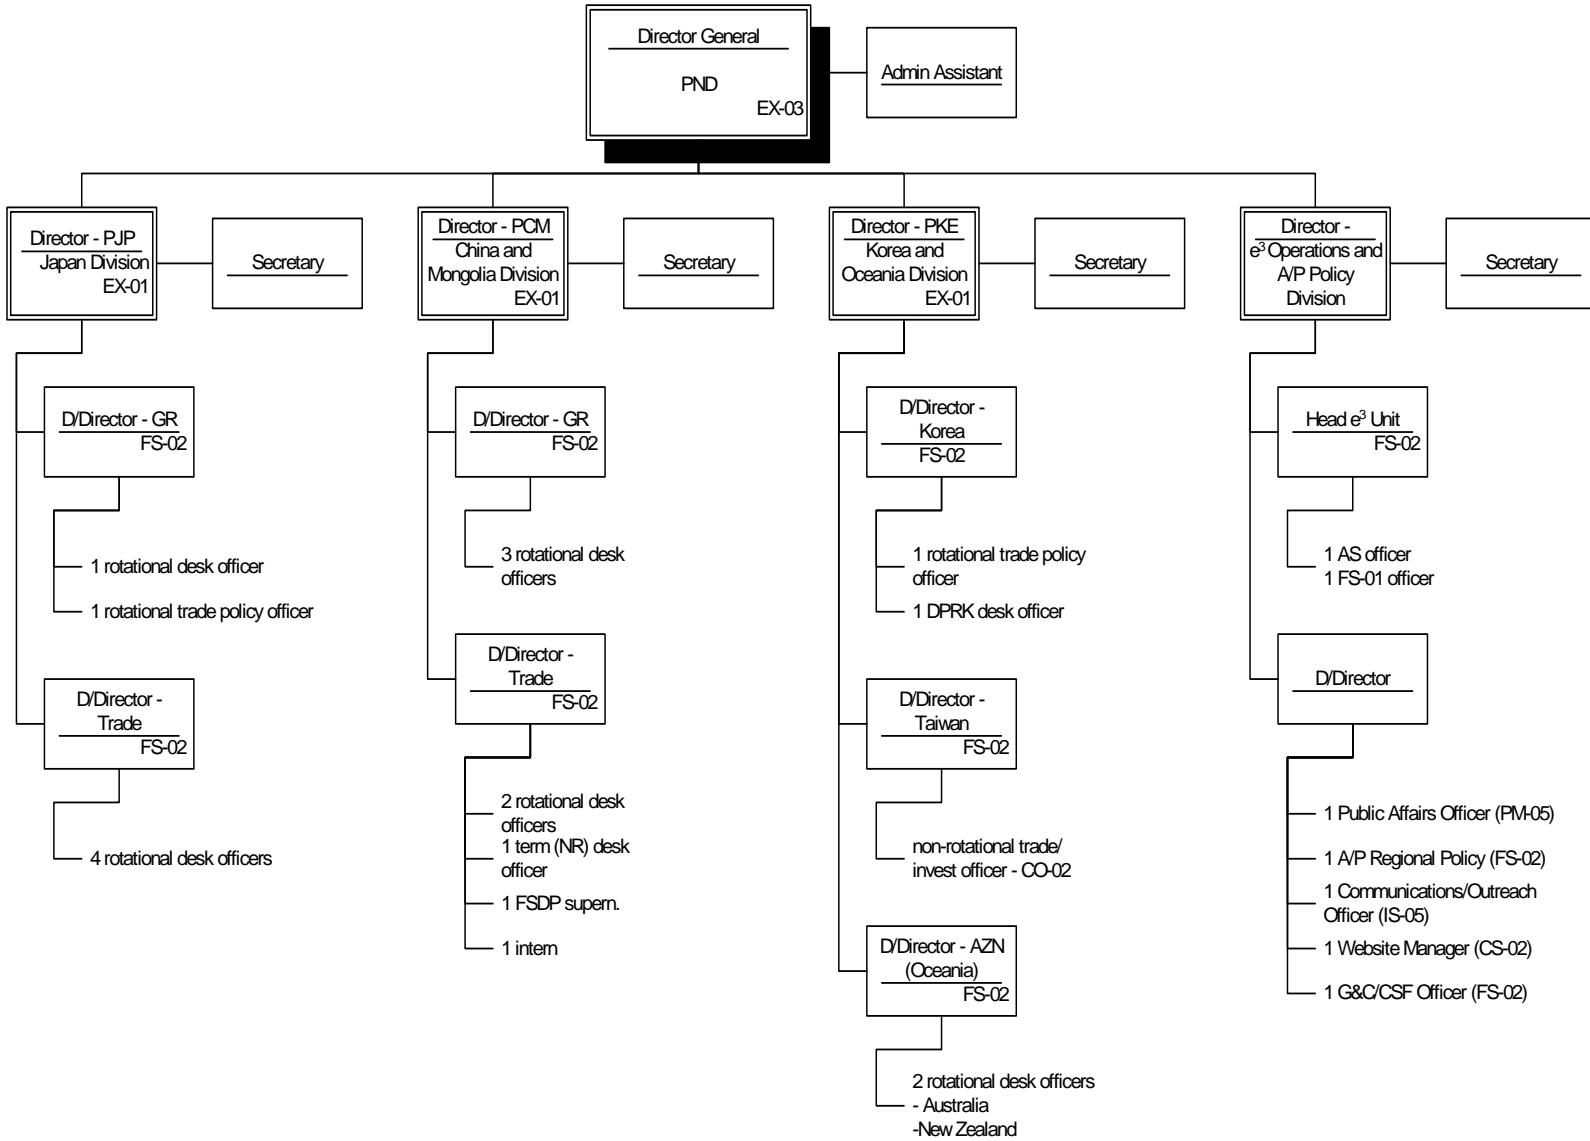 Director General
PND
EX-03
Admin Assistant
Director - PJP
Japan Division
EX-01
Secretary
Director - PCM
China and
Mongolia Division
EX-01
Secretary
Director - PKE
Korea and
Oceania Division
EX-01
Secretary
Director -
e³ Operations and
A/P Policy
Division
Secretary
D/Director - GR
FS-02
1 rotational desk officer
1 rotational trade policy officer
D/Director -
Trade
FS-02
4 rotational desk officers
D/Director - GR
FS-02
3 rotational desk
officers
D/Director -
Trade
FS-02
2 rotational desk
officers
1 term (NR) desk
officer
1 FSDP supern.
1 intern
D/Director -
Korea
FS-02
1 rotational trade policy
officer
1 DPRK desk officer
D/Director -
Taiwan
FS-02
non-rotational trade/
invest officer - CO-02
D/Director - AZN
(Oceania)
FS-02
2 rotational desk officers
- Australia
-New Zealand
Head e³ Unit
FS-02
1 AS officer
1 FS-01 officer
D/Director
1 Public Affairs Officer (PM-05)
1 A/P Regional Policy (FS-02)
1 Communications/Outreach
Officer (IS-05)
1 Website Manager (CS-02)
1 G&C/CSF Officer (FS-02)